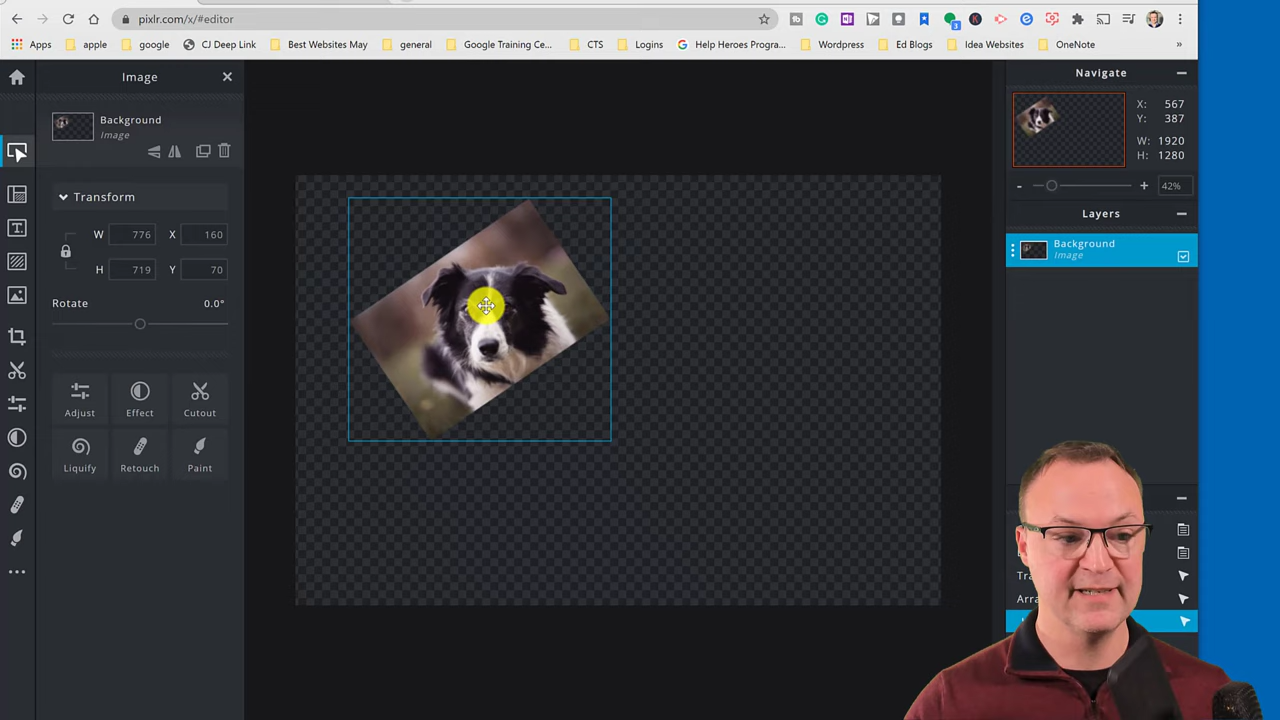 pixlr.com/x/#editor
3
K
Apps apple google CJ Deep Link Best Websites May general Google Training Ce... CTS Logins Help Heroes Progra... Wordpress Ed Blogs Idea Websites OneNote »
Image
Navigate
Background
Image
X: 567
Y: 387
W: 1920
H: 1280
- + 42%
Transform
W 776 X 160
H 719 Y 70
Rotate 0.0°
Adjust Effect Cutout
Liquify Retouch Paint
Layers
Background
Image